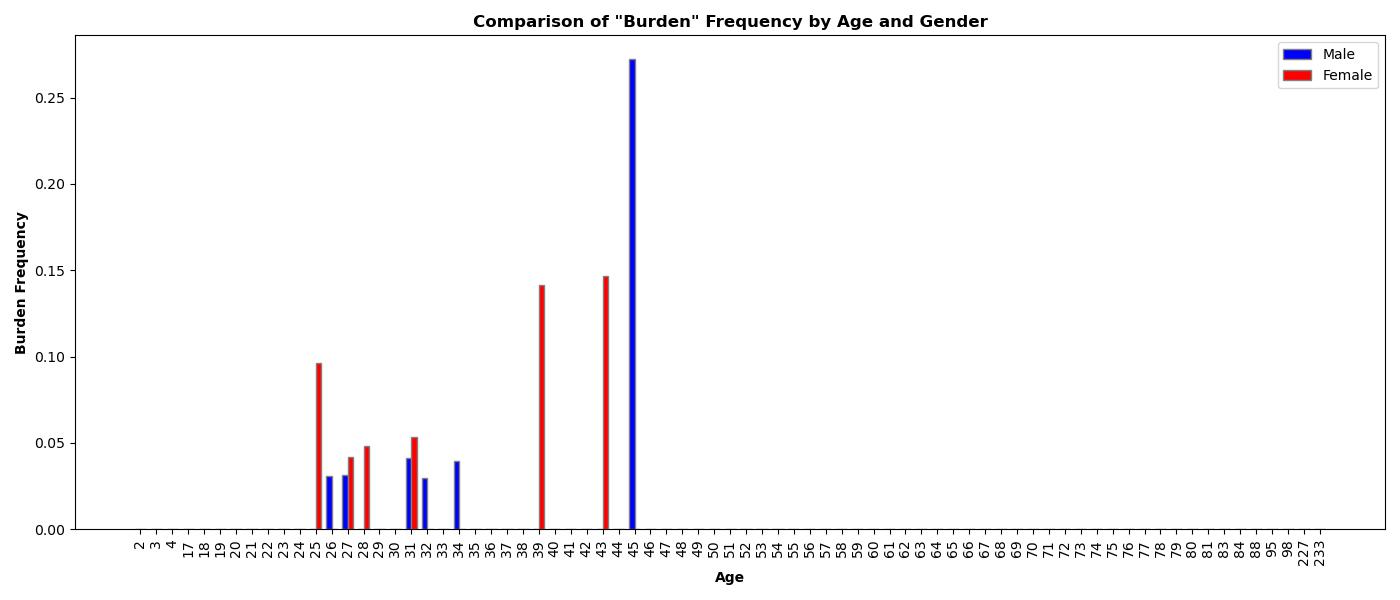 Comparison of "Burden" Frequency by Age and Gender
Male
Female
Burden Frequency
0.25
0.20
0.15
0.10
0.05
0.00
2 3 4 17 18 19 20 21 22 23 24 25 26 27 28 29 30 31 32 33 34 35 36 37 38 39 40 41 42 43 44 45 46 47 48 49 50 51 52 53 54 55 56 57 58 59 60 61 62 63 64 65 66 67 68 69 70 71 72 73 74 75 76 77 78 79 80 81 83 84 88 95 98 227 233
Age